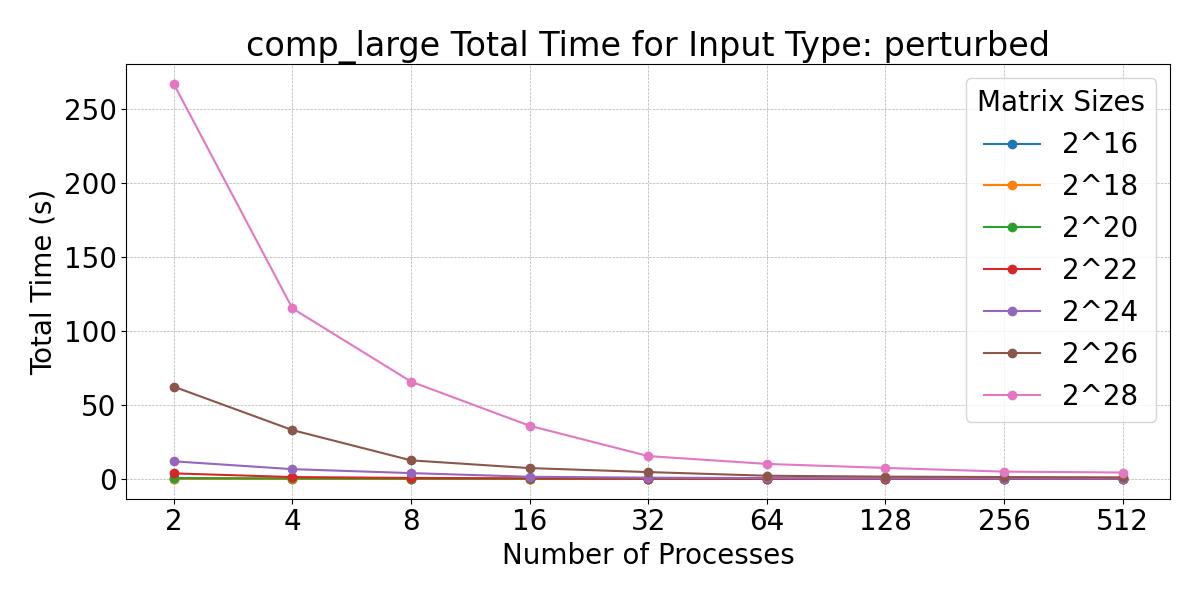 comp_large Total Time for Input Type: perturbed
Total Time (s)
250
200
150
100
50
0
2 4 8 16 32 64 128 256 512
Number of Processes
Matrix Sizes
2^16
2^18
2^20
2^22
2^24
2^26
2^28